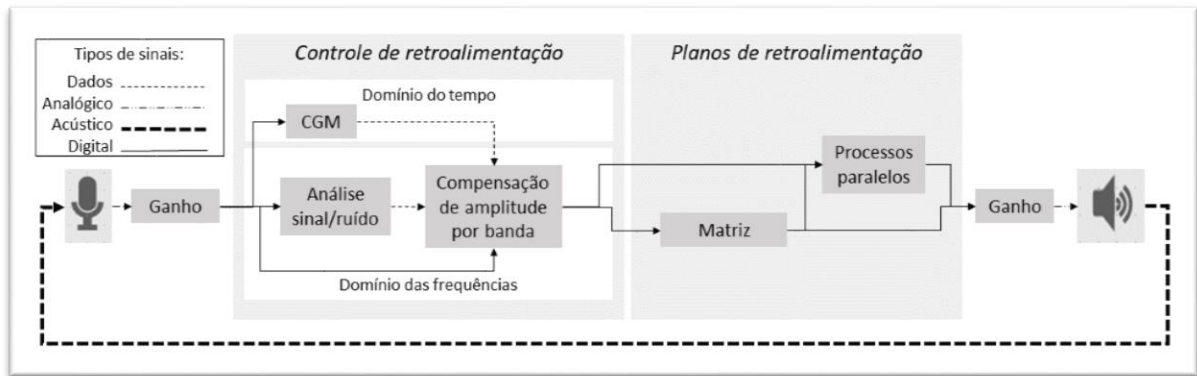 Tipos de sinais:
Dados
Analógico
Acústico
Digital
Controle de retroalimentação
Domínio do tempo
CGM
Ganho
Análise
sinal/ruído
Compensação
de amplitude
por banda
Domínio das frequências
Planos de retroalimentação
Processos
paralelos
Matriz
Ganho